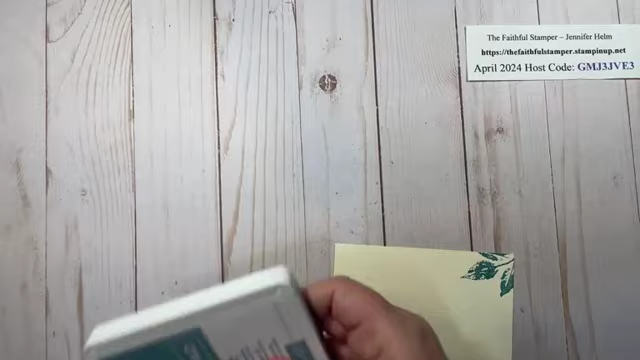 The Faithful Stamper – Jennifer Helm
https://thefaithfulstamper.stampinup.net
April 2024 Host Code: GMJ3JVE3